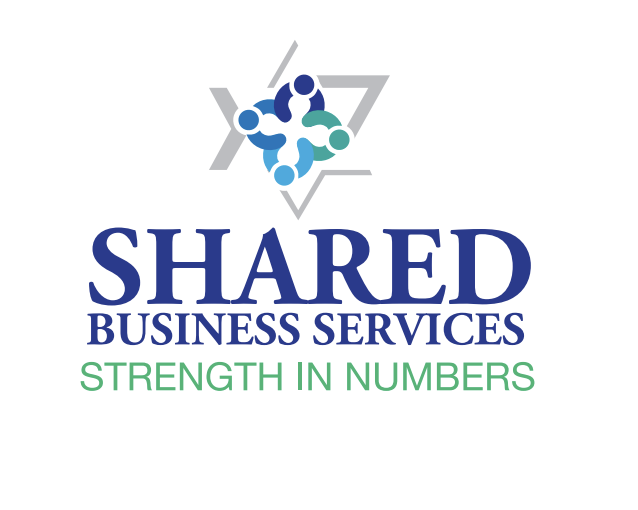 SHARED
BUSINESS SERVICES
STRENGTH IN NUMBERS